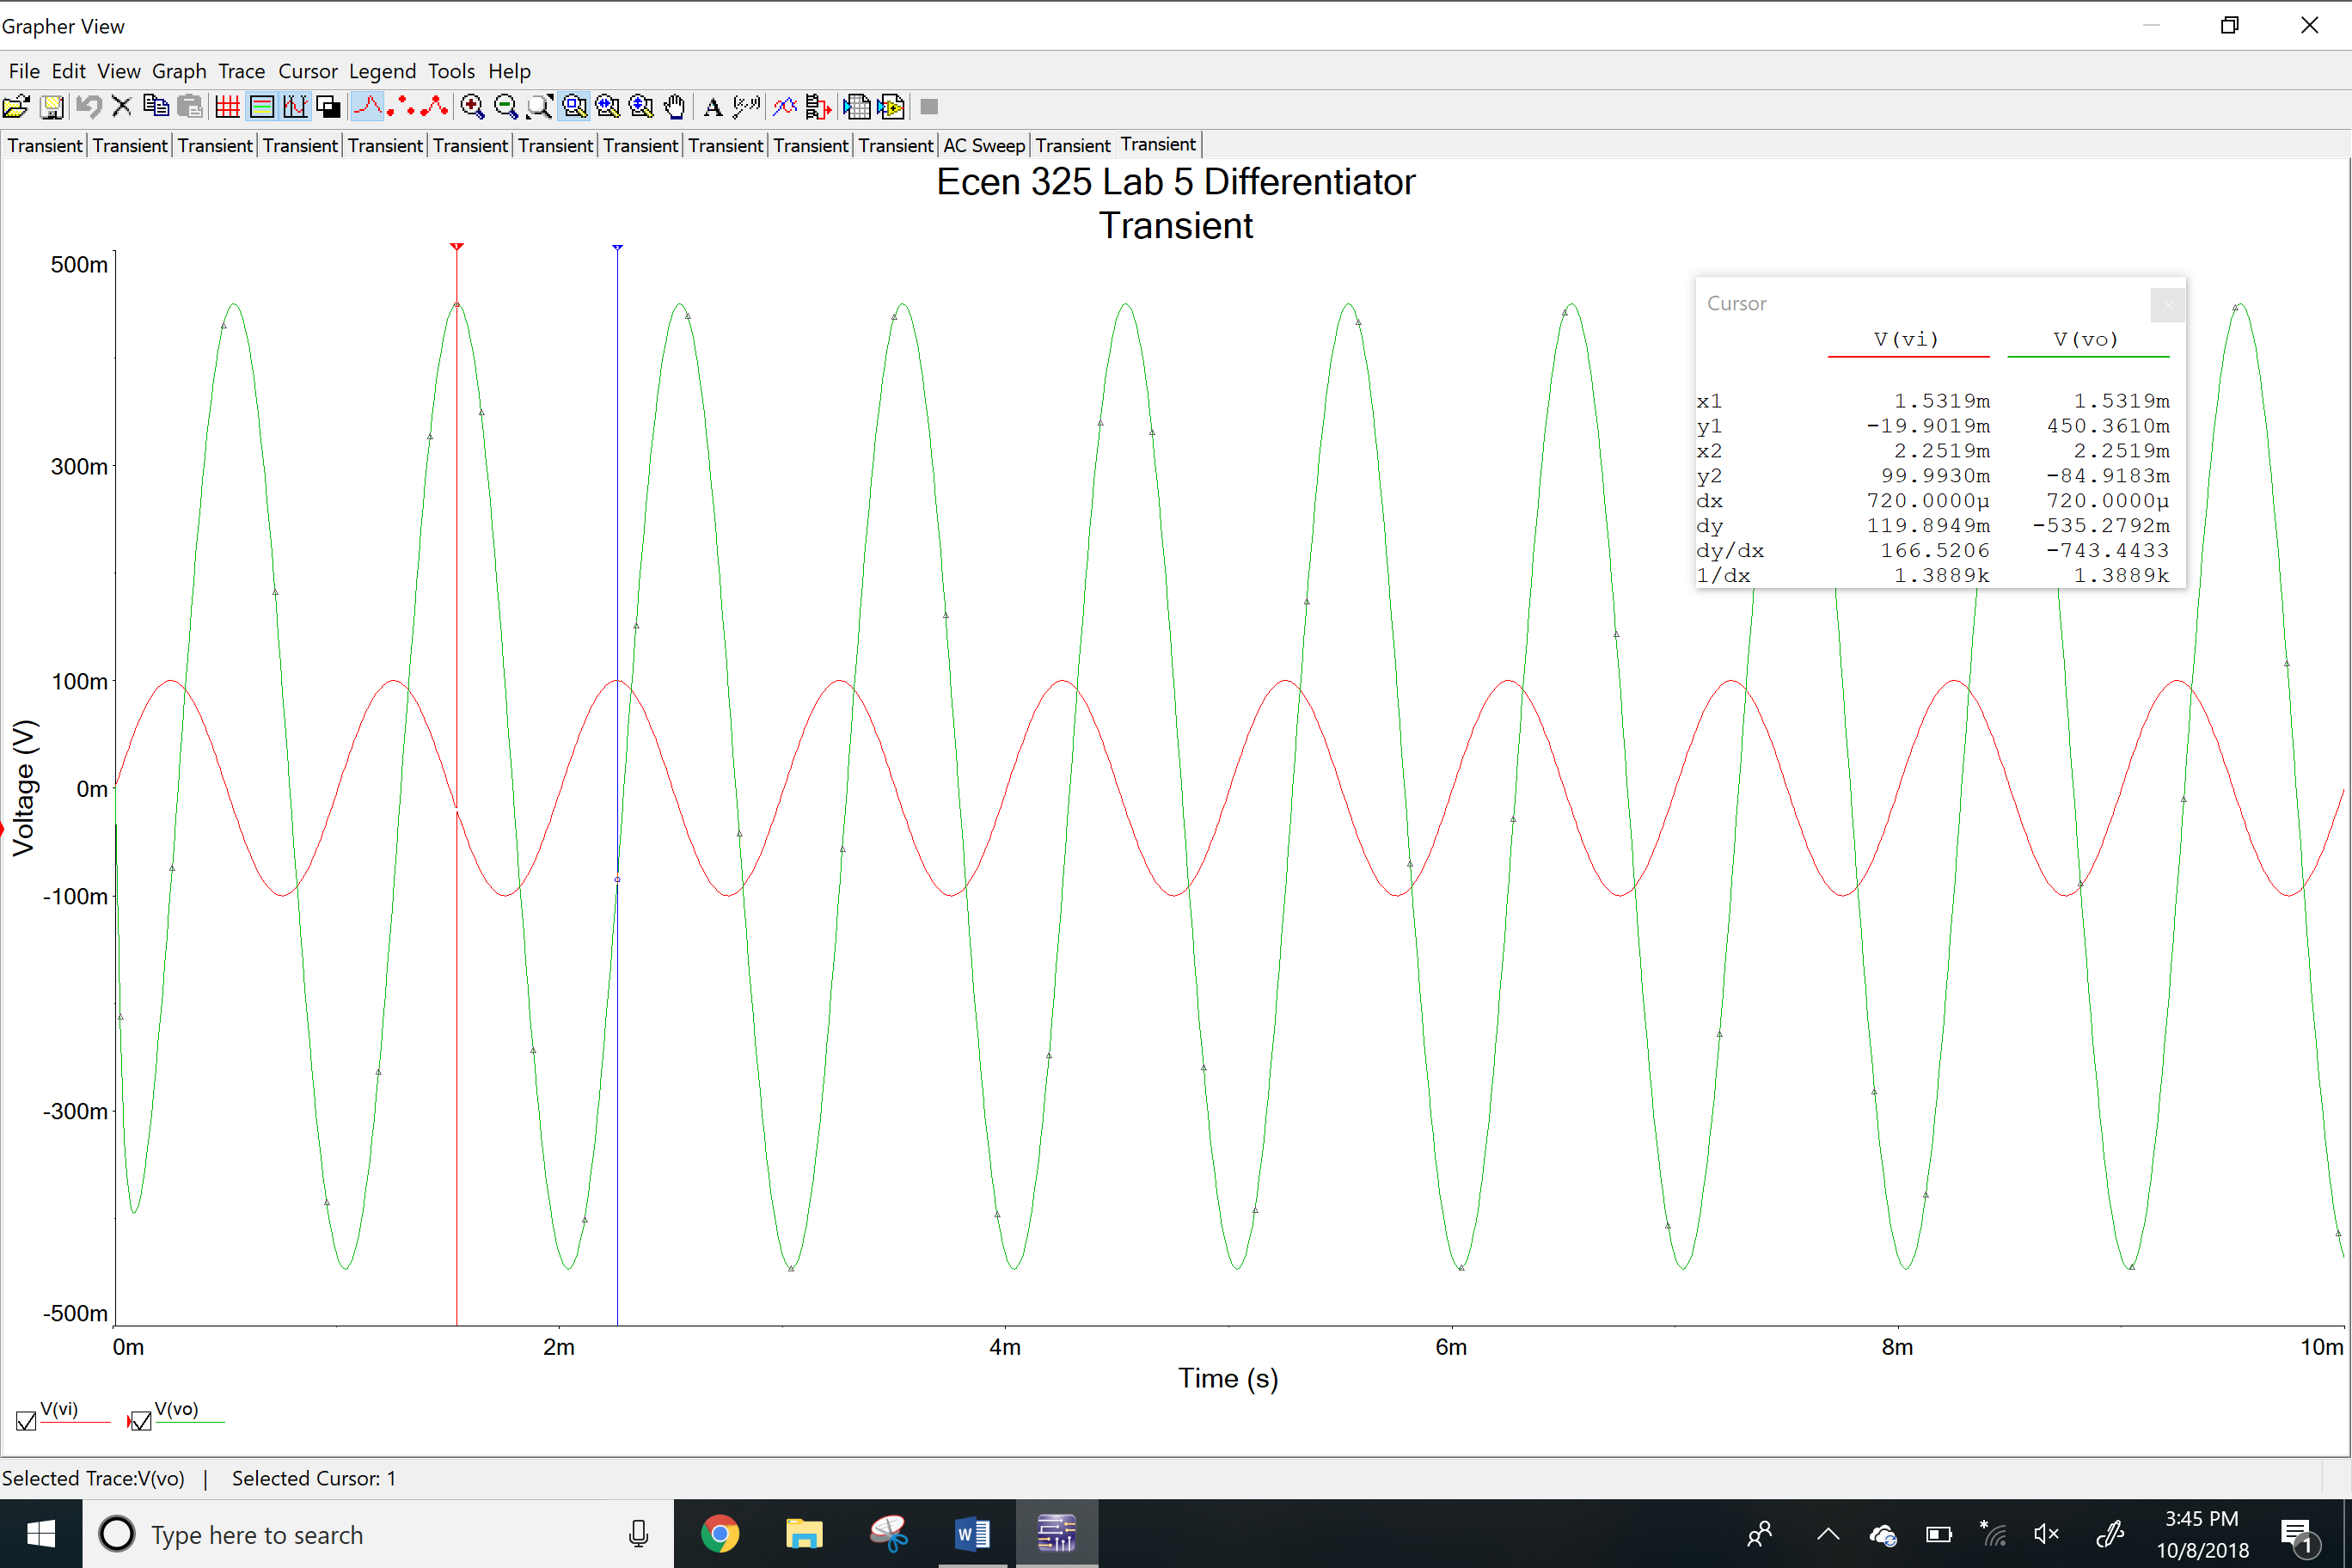 Grapher View
File Edit View Graph Trace Cursor Legend Tools Help
Transient Transient Transient Transient Transient Transient Transient Transient Transient Transient Transient AC Sweep Transient Transient
Ecen 325 Lab 5 Differentiator
Transient
Cursor
V(vi) V(vo)
x1 1.5319m 1.5319m
y1 -19.9019m 450.3610m
x2 2.2519m 2.2519m
y2 99.9930m -84.9183m
dx 720.0000µ 720.0000µ
dy 119.8949m -535.2792m
dy/dx 166.5206 -743.4433
1/dx 1.3889k 1.3889k
500m
300m
100m
0m
-100m
-300m
-500m
Voltage (V)
0m 2m 4m 6m 8m 10m
Time (s)
V(vi) V(vo)
Selected Trace:V(vo) | Selected Cursor: 1
Type here to search
3:45 PM
10/8/2018
1